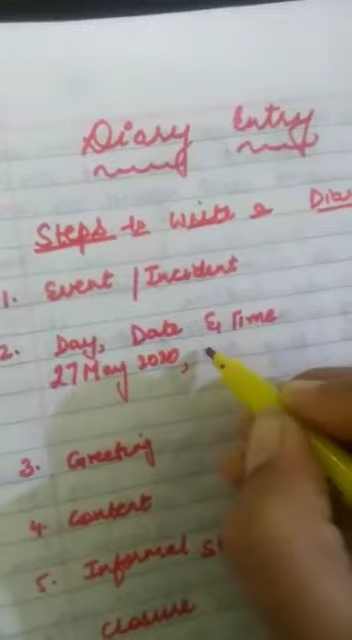 Diary Entry
Steps to Write a
1. Event / Incident
2. Day, Date & Time
27 May 2020,
3. Greeting
4. Content
5. Informal
Closure